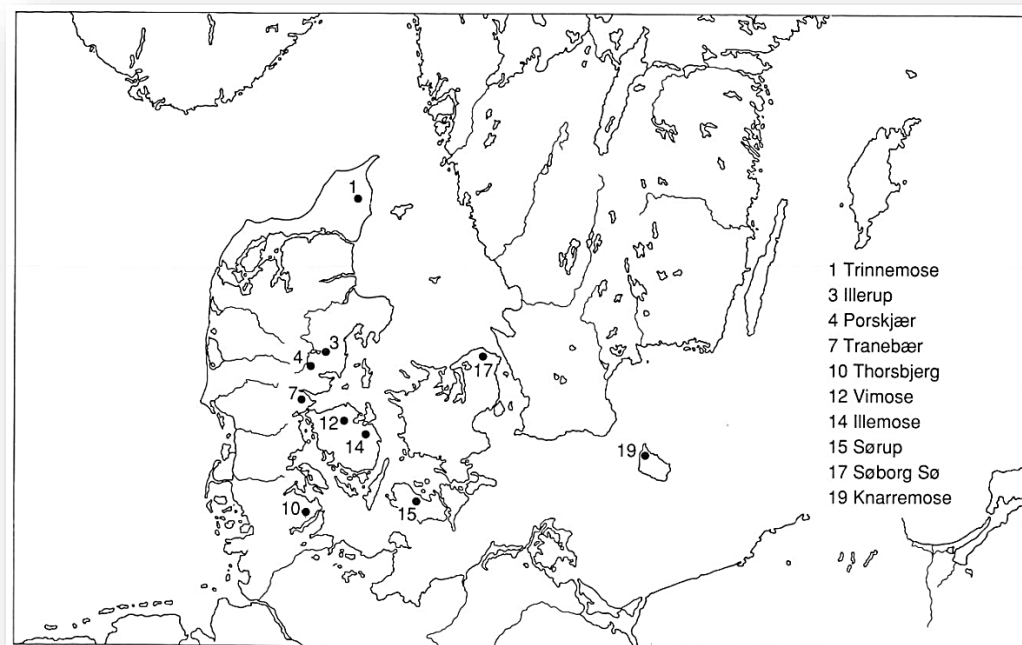 1
3
4
17
7
12
14
19
10
15
1 Trinnemose
3 Illerup
4 Porskjær
7 Tranebær
10 Thorsbjerg
12 Vimose
14 Illemose
15 Sørup
17 Søborg Sø
19 Knarremose